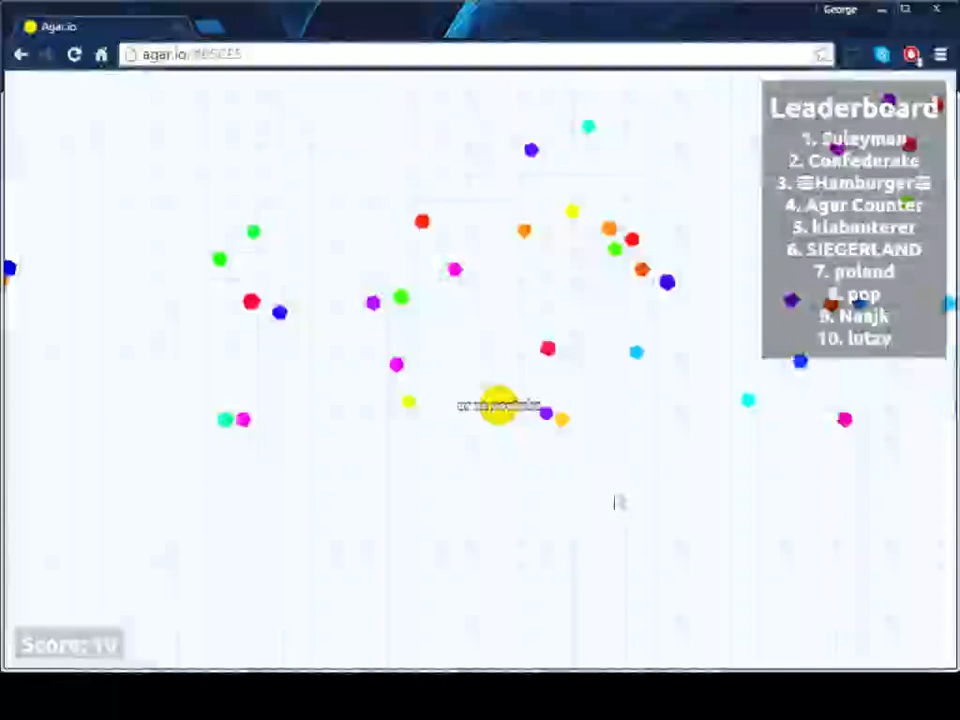 George
Agar.io
agar.io
Leaderboard
1. Suleyman
2. Confederate
3. ☰Hamburger☰
4. Agar Counter
5. klabauterer
6. SIEGERLAND
7. poland
8. pop
9. Naajk
10. lutzy
Score: 10